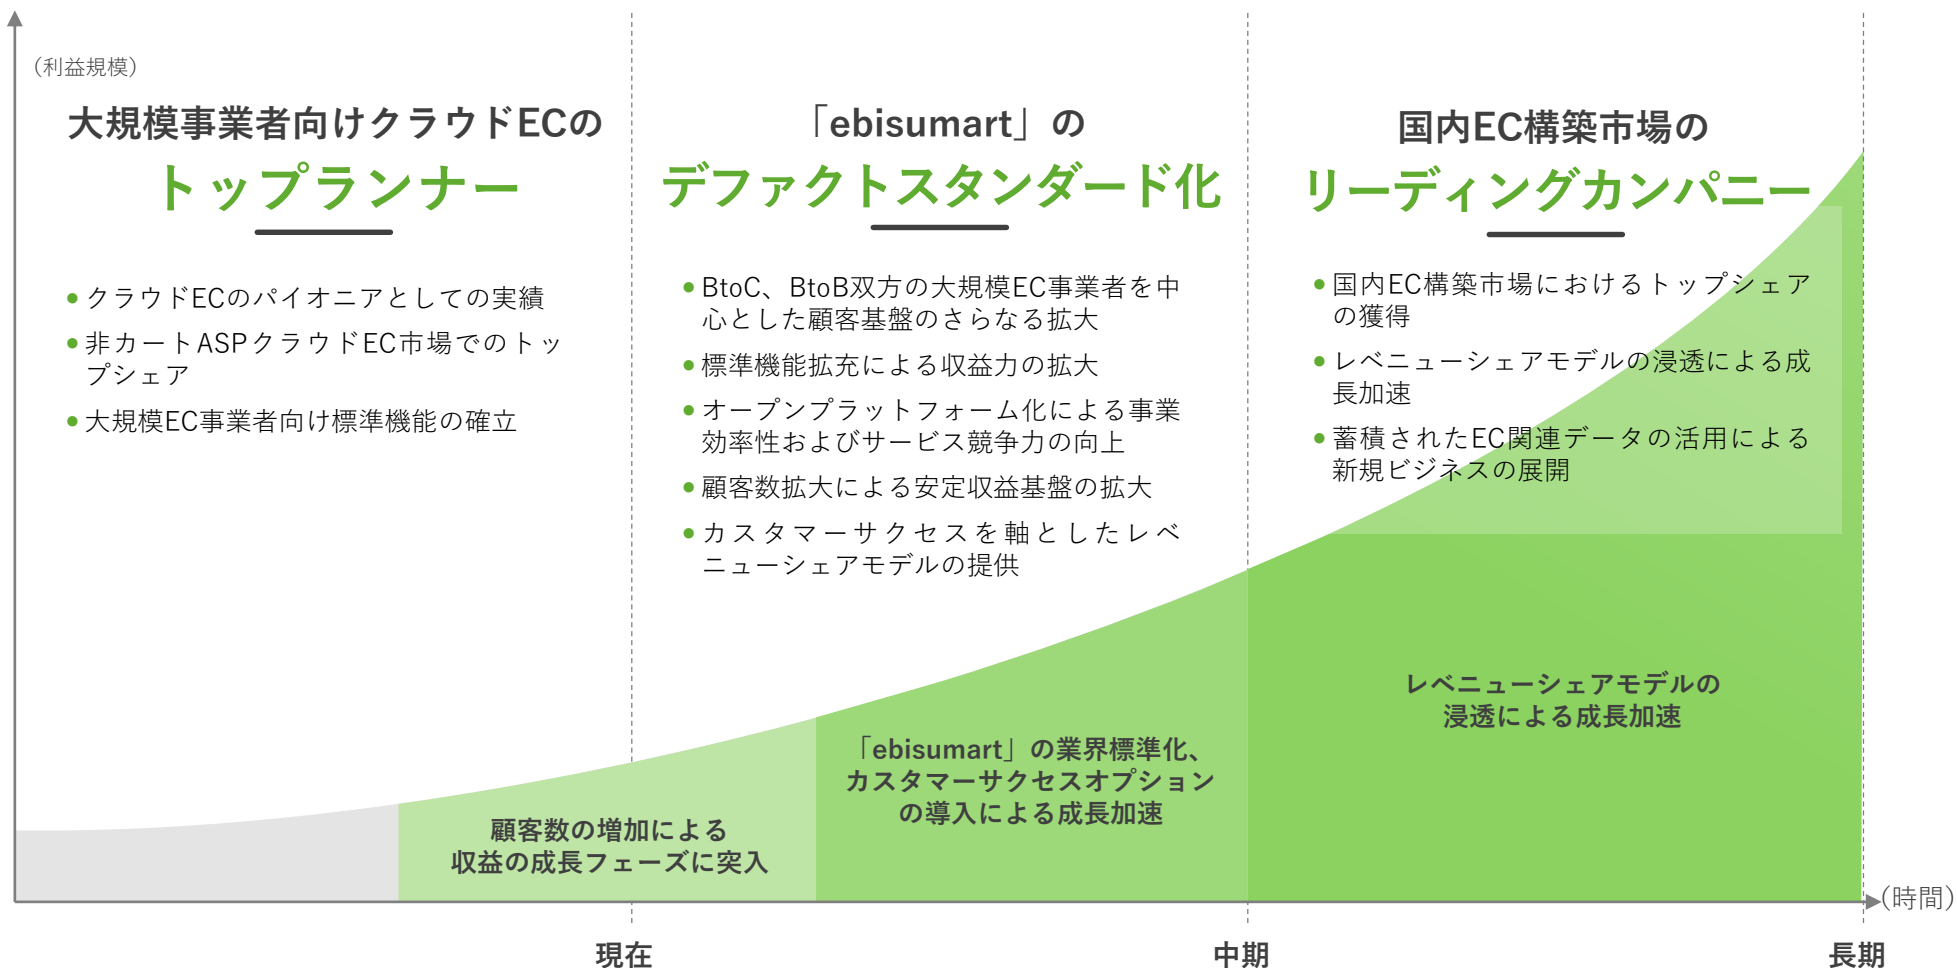 （利益規模）
大規模事業者向けクラウドECの
トップランナー
• クラウドECのパイオニアとしての実績
• 非カートASPクラウドEC市場でのトッ
プシェア
• 大規模EC事業者向け標準機能の確立
「ebisumart」の
デファクトスタンダード化
• BtoC、BtoB双方の大規模EC事業者を中
心とした顧客基盤のさらなる拡大
• 標準機能拡充による収益力の拡大
• オープンプラットフォーム化による事業
効率性およびサービス競争力の向上
• 顧客数拡大による安定収益基盤の拡大
• カスタマーサクセスを軸としたレベ
ニューシェアモデルの提供
国内EC構築市場の
リーディングカンパニー
• 国内EC構築市場におけるトップシェア
の獲得
• レベニューシェアモデルの浸透による成
長加速
• 蓄積されたEC関連データの活用による
新規ビジネスの展開
顧客数の増加による
収益の成長フェーズに突入
「ebisumart」の業界標準化、
カスタマーサクセスオプション
の導入による成長加速
レベニューシェアモデルの
浸透による成長加速
（時間）
現在
中期
長期